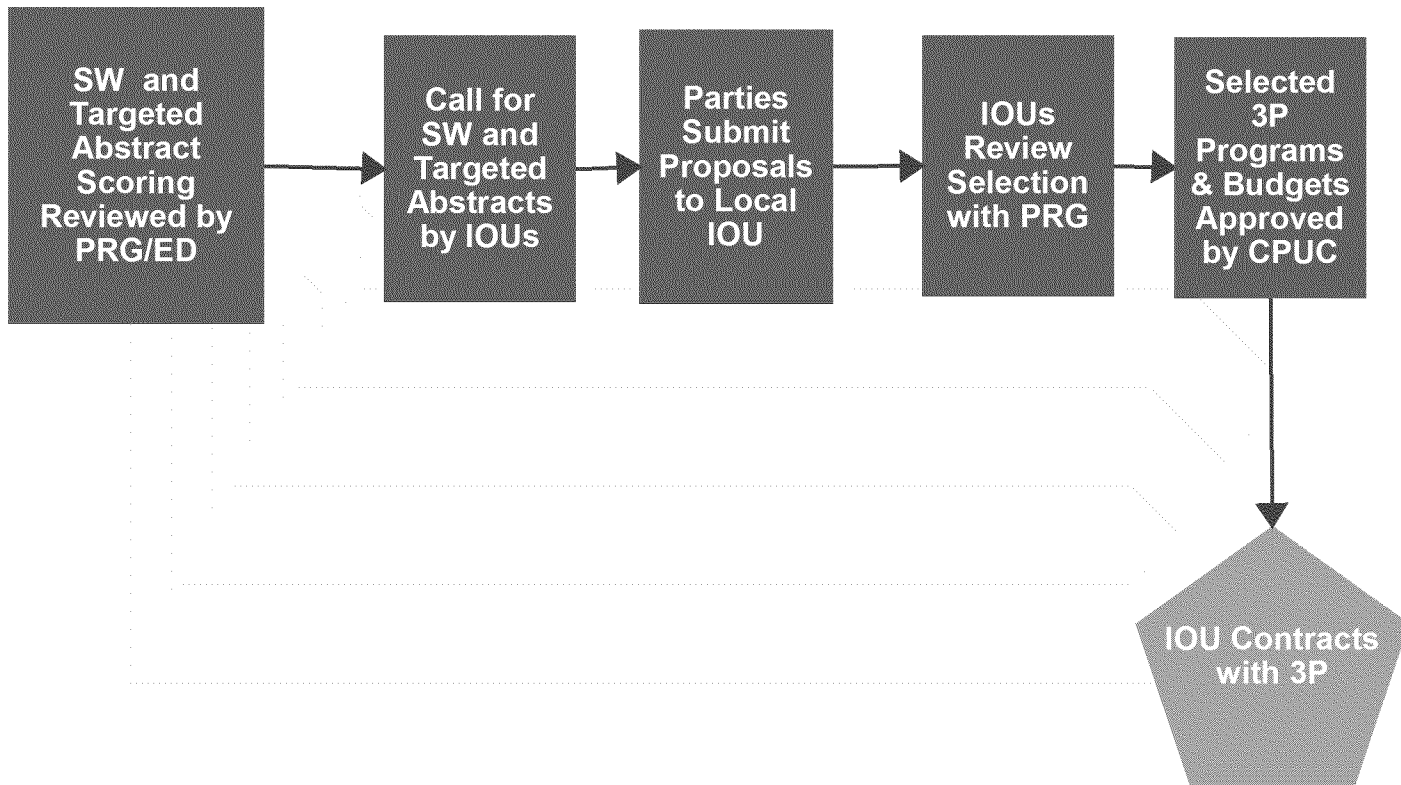 SW and
Targeted
Abstract
Scoring
Reviewed by
PRG/ED
Call for
SW and
Targeted
Abstracts
by IOUs
Parties
Submit
Proposals
to Local
IOU
IOUs
Review
Selection
with PRG
Selected
3P
Programs
& Budgets
Approved
by CPUC
IOU Contracts
with 3P